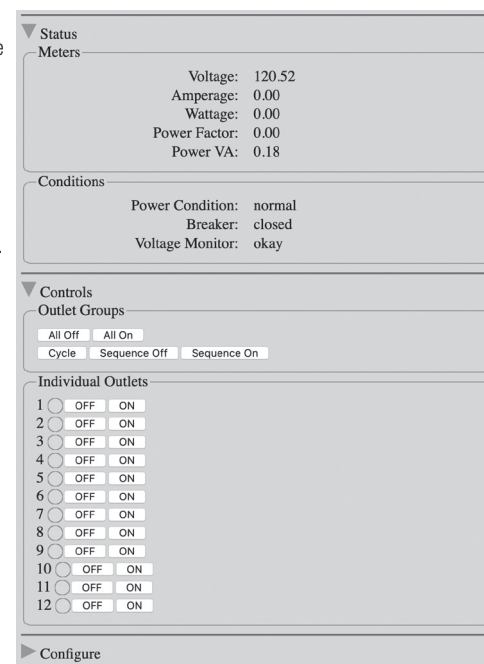 e
.
Status
Meters
Voltage: 120.52
Amperage: 0.00
Wattage: 0.00
Power Factor: 0.00
Power VA: 0.18
Conditions
Power Condition: normal
Breaker: closed
Voltage Monitor: okay
Controls
Outlet Groups
All Off All On
Cycle Sequence Off Sequence On
Individual Outlets
1 OFF ON
2 OFF ON
3 OFF ON
4 OFF ON
5 OFF ON
6 OFF ON
7 OFF ON
8 OFF ON
9 OFF ON
10 OFF ON
11 OFF ON
12 OFF ON
Configure